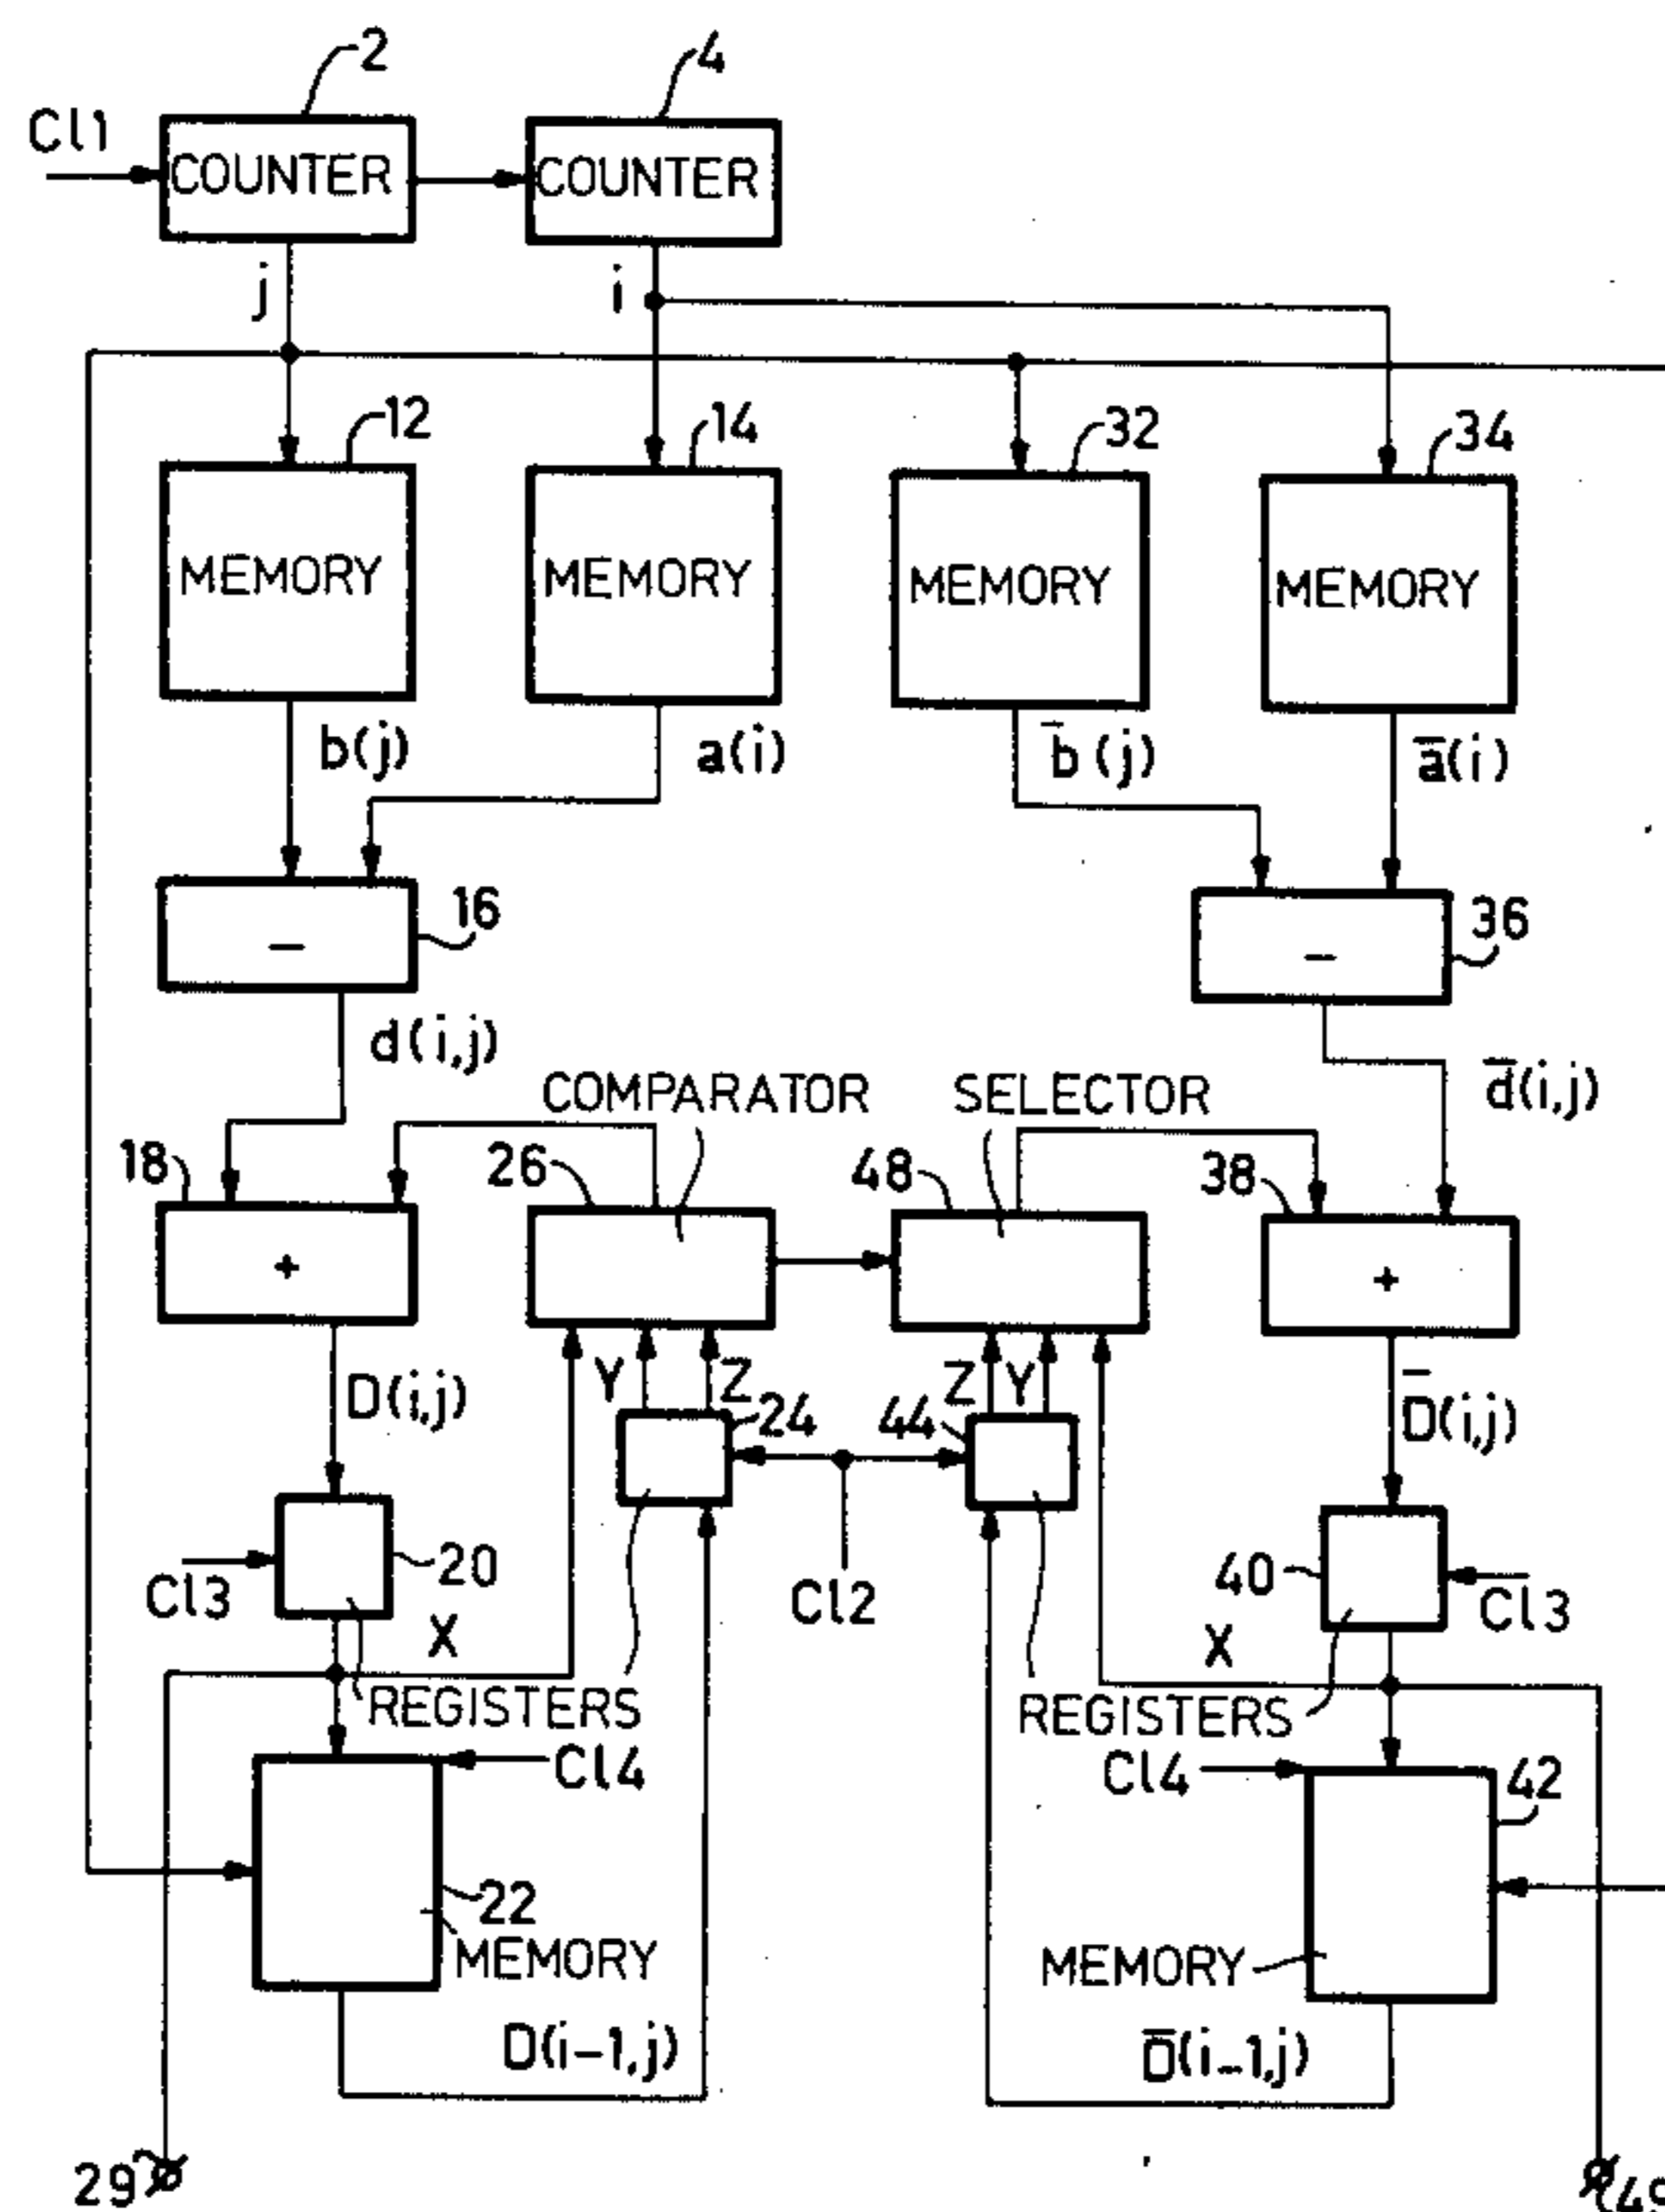 2
4
Cl1
COUNTER
COUNTER
j
i
12
14
32
34
MEMORY
MEMORY
MEMORY
MEMORY
b(j)
a(i)
b̄(j)
ā(i)
16
36
−
−
d(i,j)
d̄(i,j)
COMPARATOR
SELECTOR
18
26
48
38
+
+
Y
Z
Z
Y
D(i,j)
D̄(i,j)
24
44
20
40
Cl3
Cl2
Cl3
X
X
REGISTERS
REGISTERS
Cl4
Cl4
42
22
MEMORY
MEMORY
D(i-1,j)
D̄(i-1,j)
29
49